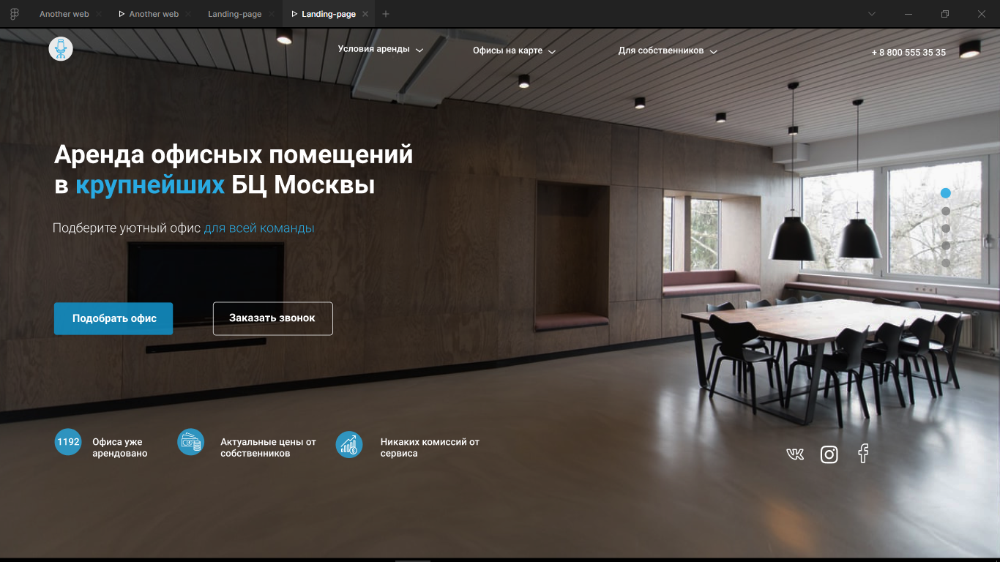 Another web
Another web
Landing-page
Landing-page
Условия аренды
Офисы на карте
Для собственников
+ 8 800 555 35 35
Аренда офисных помещений
в крупнейших БЦ Москвы
Подберите уютный офис для всей команды
Подобрать офис
Заказать звонок
1192
Офиса уже
арендовано
Актуальные цены от
собственников
Никаких комиссий от
сервиса